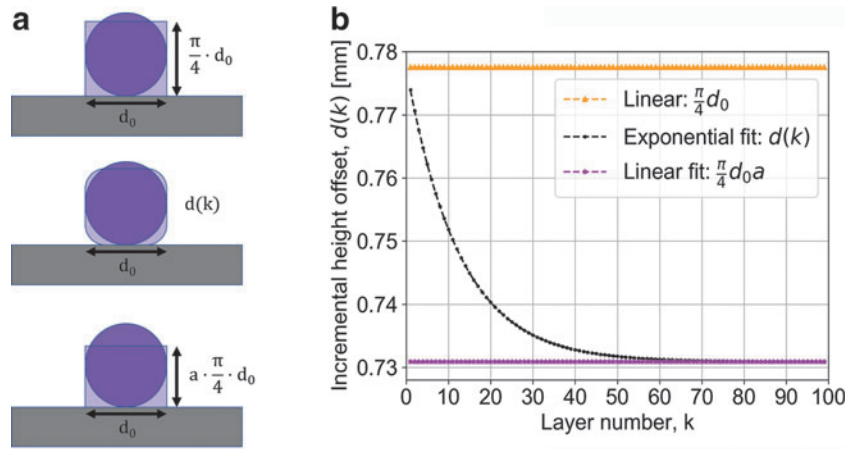 a
π/4 · d₀
d₀
d(k)
d₀
a · π/4 · d₀
d₀
b
Incremental height offset, d(k) [mm]
0.78
0.77
0.76
0.75
0.74
0.73
Linear: π/4 d₀
Exponential fit: d(k)
Linear fit: π/4 d₀a
0 10 20 30 40 50 60 70 80 90 100
Layer number, k